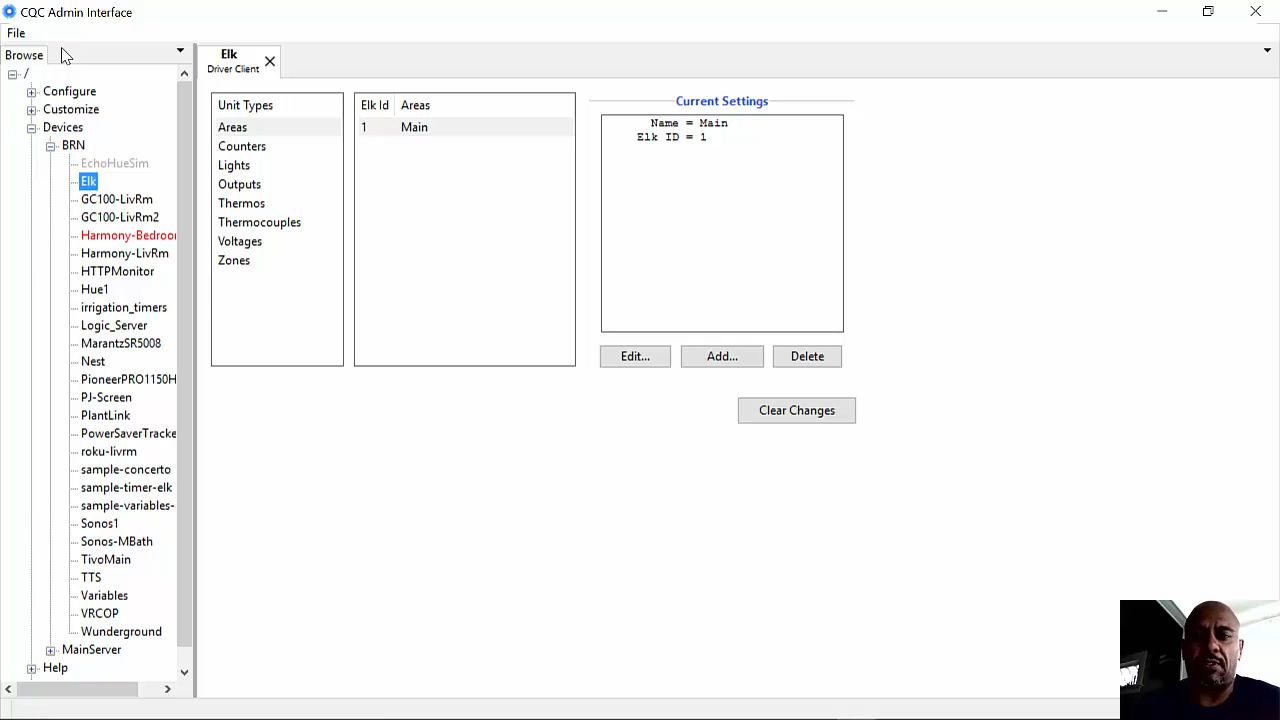 CQC Admin Interface
File
Browse
Elk
Driver Client
/
Configure
Customize
Devices
BRN
EchoHueSim
Elk
GC100-LivRm
GC100-LivRm2
Harmony-Bedroo
Harmony-LivRm
HTTPMonitor
Hue1
irrigation_timers
Logic_Server
MarantzSR5008
Nest
PioneerPRO1150H
PJ-Screen
PlantLink
PowerSaverTracke
roku-livrm
sample-concerto
sample-timer-elk
sample-variables-
Sonos1
Sonos-MBath
TivoMain
TTS
Variables
VRCOP
Wunderground
MainServer
Help
Unit Types
Areas
Counters
Lights
Outputs
Thermos
Thermocouples
Voltages
Zones
Elk Id Areas
1 Main
Current Settings
Name = Main
Elk ID = 1
Edit... Add... Delete
Clear Changes